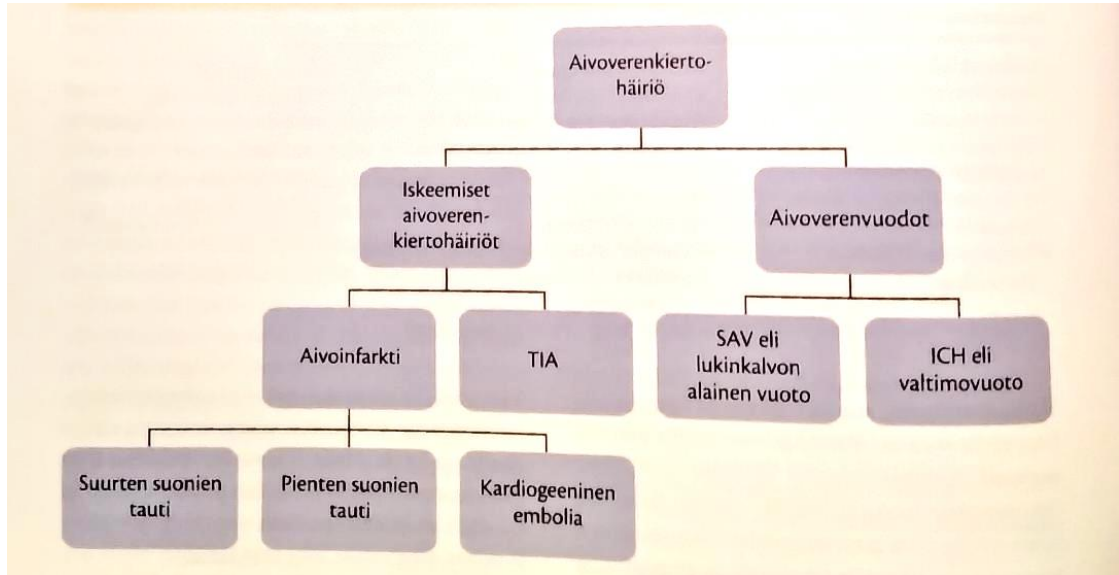 Aivoverenkierto-
häiriö
Iskeemiset
aivoveren-
kiertohäiriöt
Aivoverenvuodot
Aivoinfarkti
TIA
SAV eli
lukinkalvon
alainen vuoto
ICH eli
valtimovuoto
Suurten suonien
tauti
Pienten suonien
tauti
Kardiogeeninen
embolia